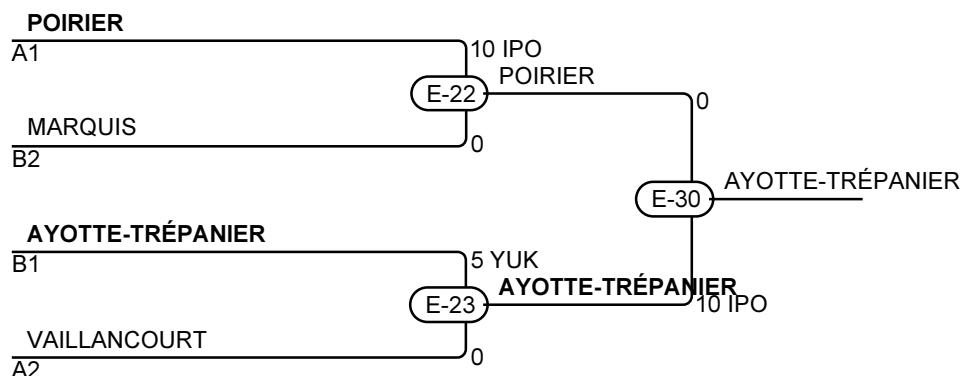 POIRIER
A1
10 IPO
E-22
POIRIER
MARQUIS
B2
0
0
E-30
AYOTTE-TRÉPANIER
AYOTTE-TRÉPANIER
B1
5 YUK
E-23
AYOTTE-TRÉPANIER
10 IPO
VAILLANCOURT
A2
0